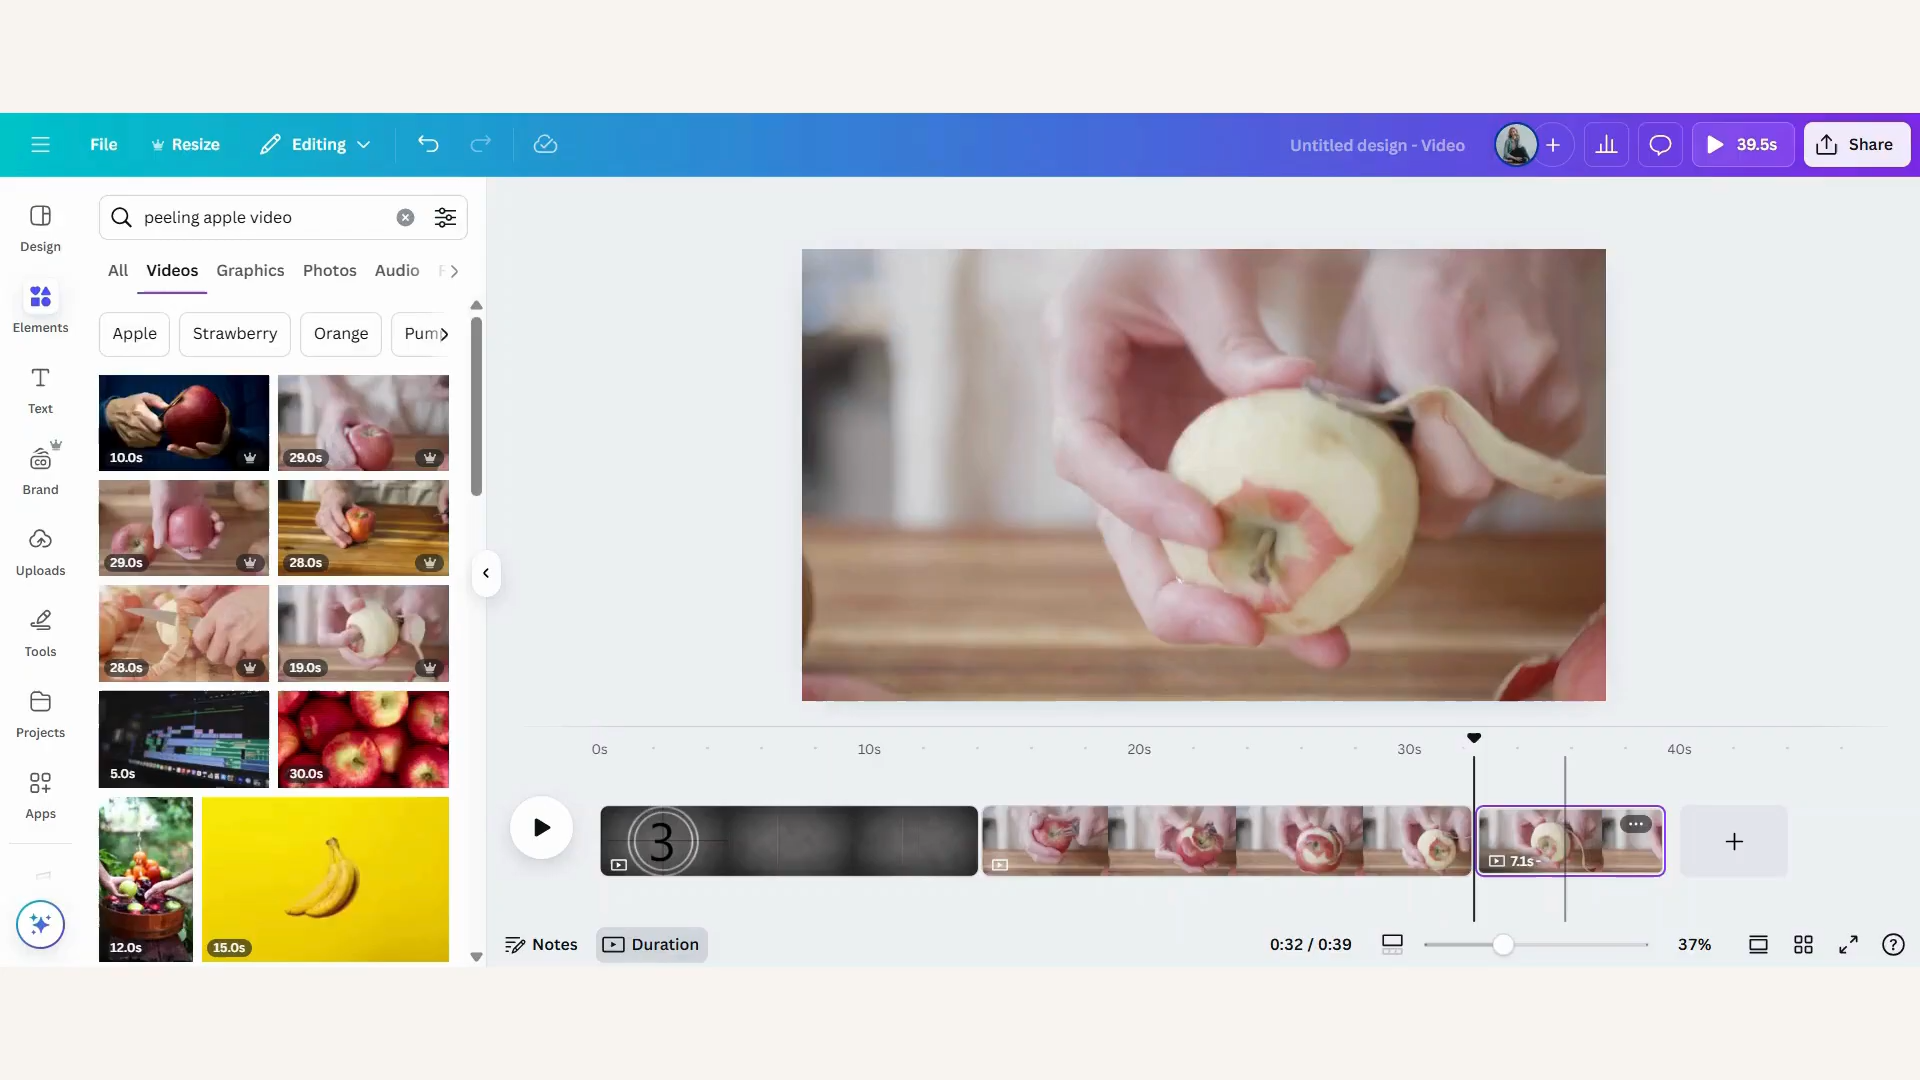 File
Resize
Editing
Untitled design - Video
39.5s
Share
Design
Elements
Text
Brand
Uploads
Tools
Projects
Apps
peeling apple video
All
Videos
Graphics
Photos
Audio
Apple
Strawberry
Orange
10.0s
29.0s
29.0s
28.0s
28.0s
19.0s
5.0s
30.0s
12.0s
15.0s
0s
10s
20s
30s
40s
3
7.1s
Notes
Duration
0:32 / 0:39
37%